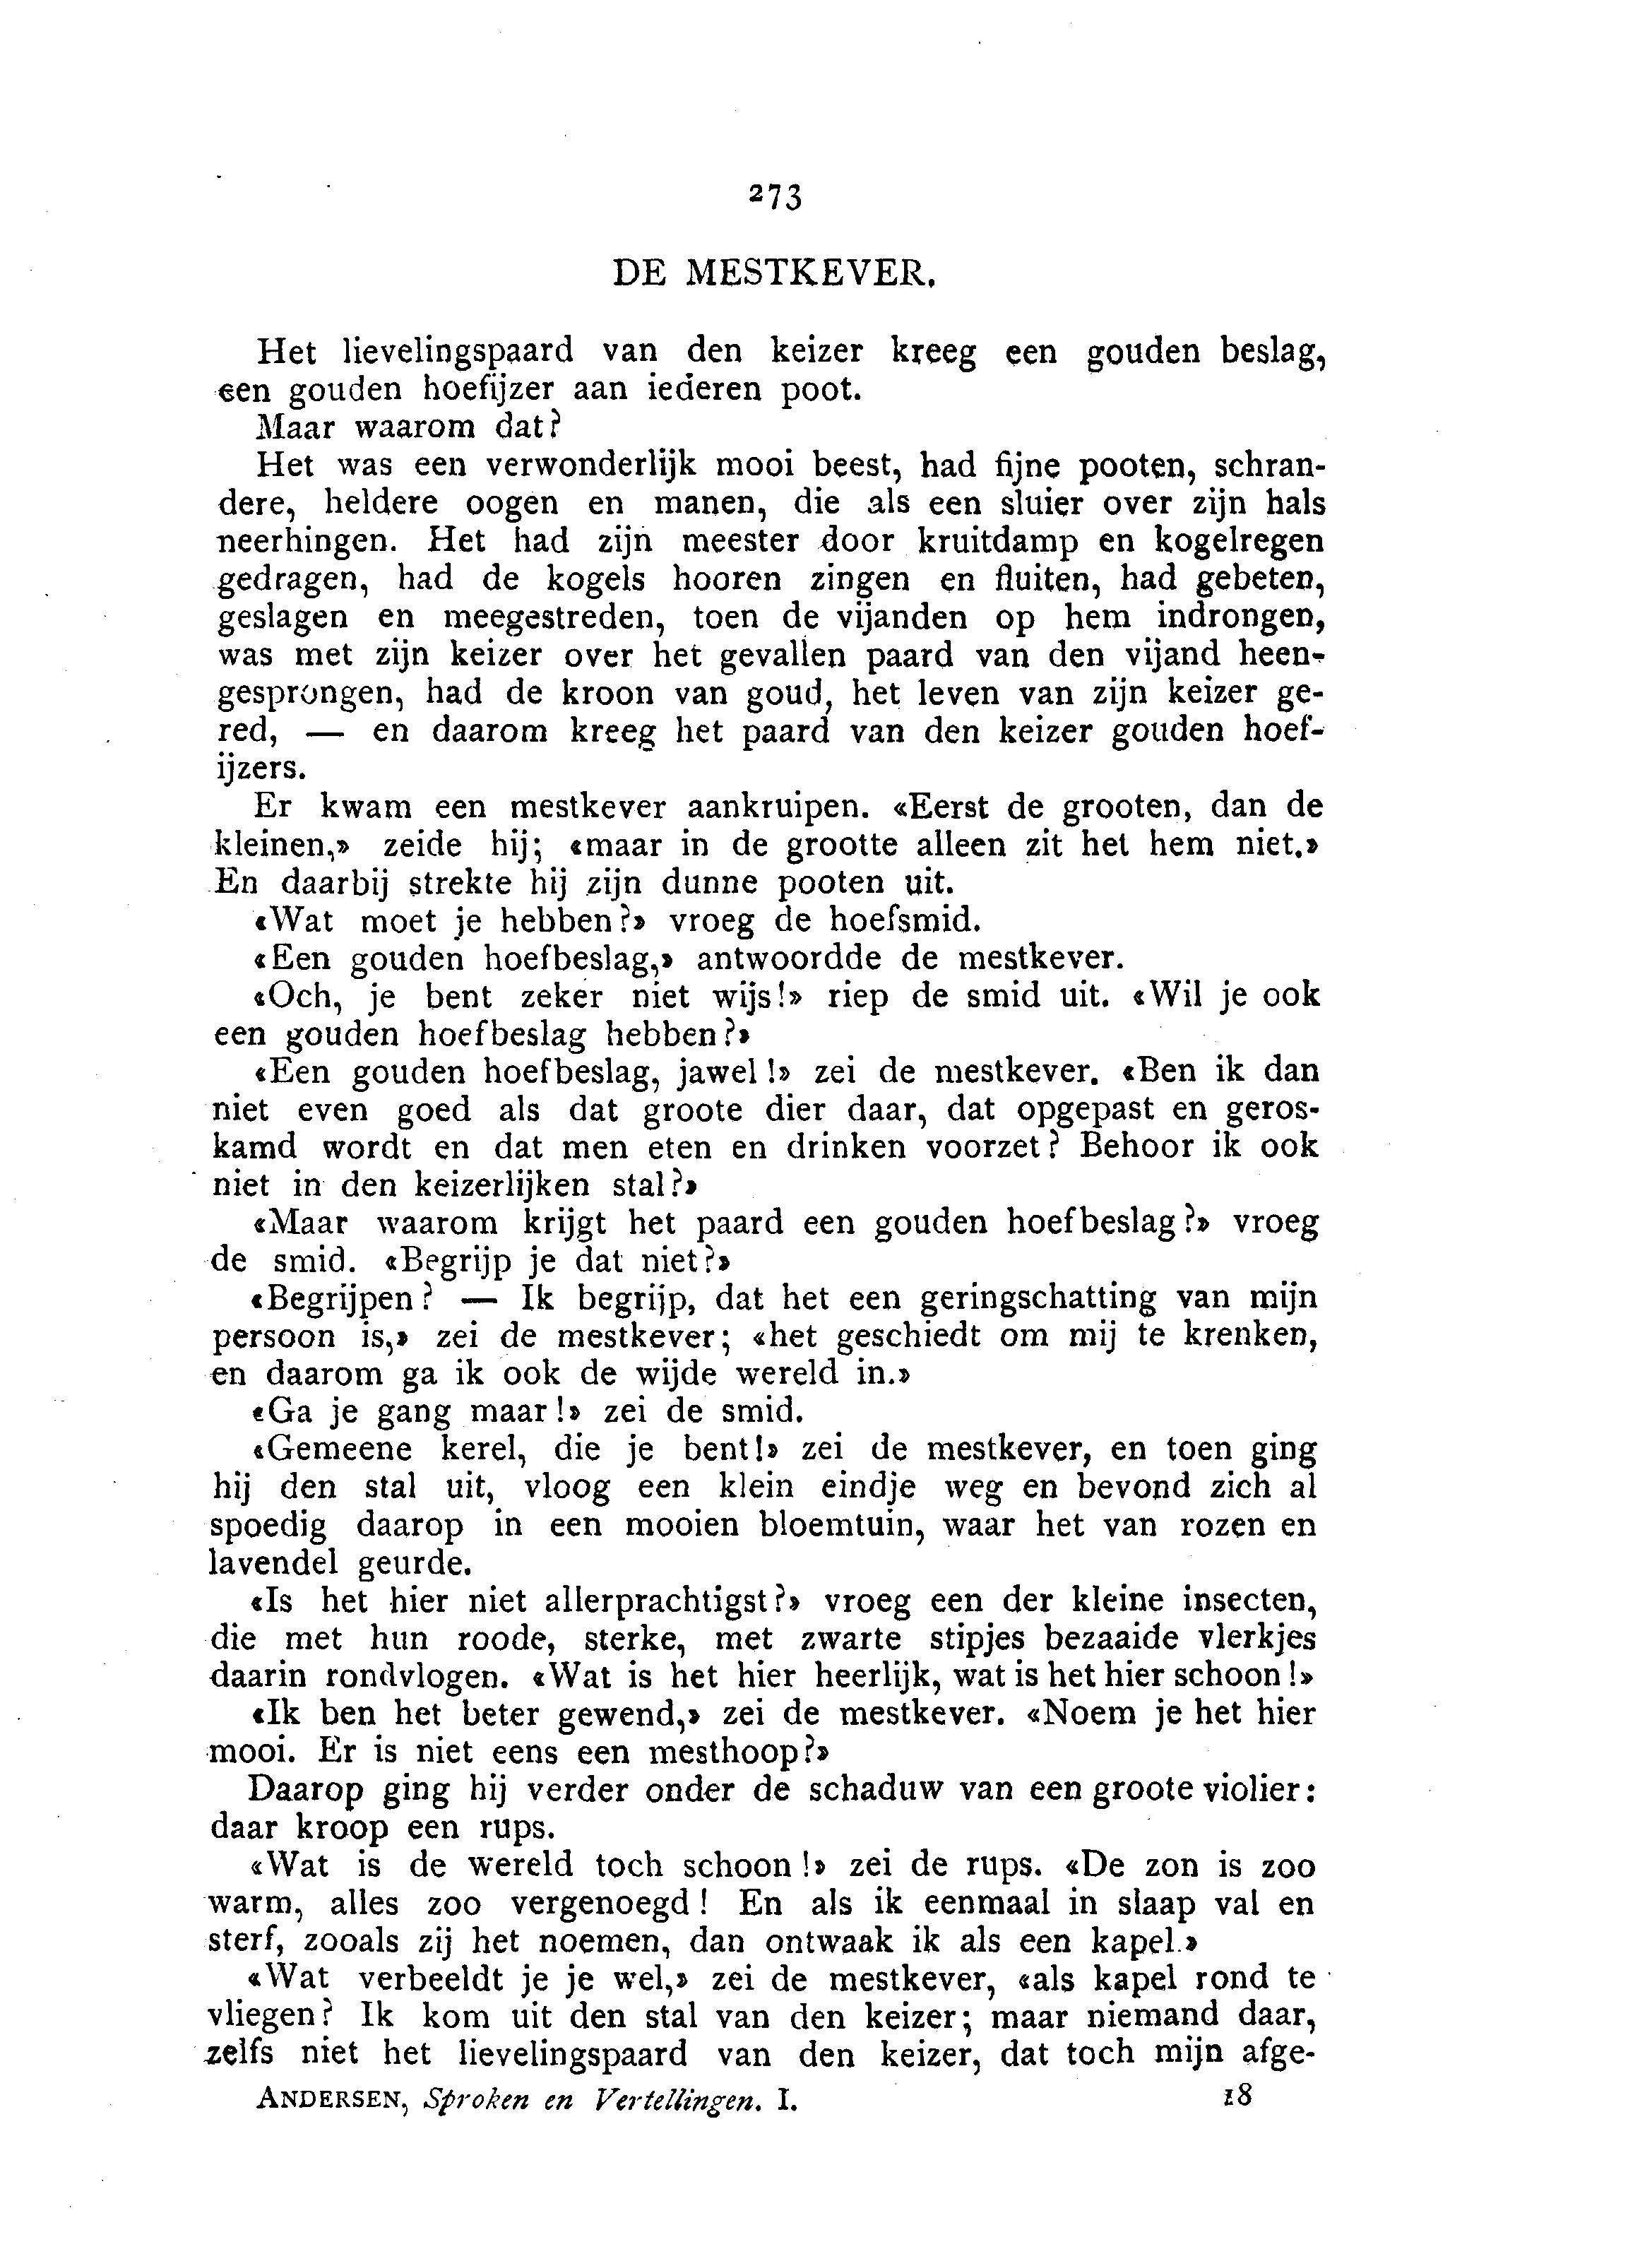 273
DE MESTKEVER.
Het lievelingspaard van den keizer kreeg een gouden beslag,
een gouden hoefijzer aan iederen poot.
Maar waarom dat?
Het was een verwonderlijk mooi beest, had fijne pooten, schran-
dere, heldere oogen en manen, die als een sluier over zijn hals
neerhingen. Het had zijn meester door kruitdamp en kogelregen
gedragen, had de kogels hooren zingen en fluiten, had gebeten,
geslagen en meegestreden, toen de vijanden op hem indrongen,
was met zijn keizer over het gevallen paard van den vijand heen-
gesprongen, had de kroon van goud, het leven van zijn keizer ge-
red, — en daarom kreeg het paard van den keizer gouden hoef-
ijzers.
Er kwam een mestkever aankruipen. «Eerst de grooten, dan de
kleinen,» zeide hij; «maar in de grootte alleen zit het hem niet.»
En daarbij strekte hij zijn dunne pooten uit.
«Wat moet je hebben?» vroeg de hoefsmid.
«Een gouden hoefbeslag,» antwoordde de mestkever.
«Och, je bent zeker niet wijs!» riep de smid uit. «Wil je ook
een gouden hoefbeslag hebben?»
«Een gouden hoefbeslag, jawel!» zei de mestkever. «Ben ik dan
niet even goed als dat groote dier daar, dat opgepast en geros-
kamd wordt en dat men eten en drinken voorzet? Behoor ik ook
niet in den keizerlijken stal?»
«Maar waarom krijgt het paard een gouden hoefbeslag?» vroeg
de smid. «Begrijp je dat niet?»
«Begrijpen? — Ik begrijp, dat het een geringschatting van mijn
persoon is,» zei de mestkever; «het geschiedt om mij te krenken,
en daarom ga ik ook de wijde wereld in.»
«Ga je gang maar!» zei de smid.
«Gemeene kerel, die je bent!» zei de mestkever, en toen ging
hij den stal uit, vloog een klein eindje weg en bevond zich al
spoedig daarop in een mooien bloemtuin, waar het van rozen en
lavendel geurde.
«Is het hier niet allerprachtigst?» vroeg een der kleine insecten,
die met hun roode, sterke, met zwarte stipjes bezaaide vlerkjes
daarin rondvlogen. «Wat is het hier heerlijk, wat is het hier schoon!»
«Ik ben het beter gewend,» zei de mestkever. «Noem je het hier
mooi. Er is niet eens een mesthoop?»
Daarop ging hij verder onder de schaduw van een groote violier:
daar kroop een rups.
«Wat is de wereld toch schoon!» zei de rups. «De zon is zoo
warm, alles zoo vergenoegd! En als ik eenmaal in slaap val en
sterf, zooals zij het noemen, dan ontwaak ik als een kapel.»
«Wat verbeeldt je je wel,» zei de mestkever, «als kapel rond te
vliegen? Ik kom uit den stal van den keizer; maar niemand daar,
zelfs niet het lievelingspaard van den keizer, dat toch mijn afge-
ANDERSEN, Sproken en Vertellingen. I. 18